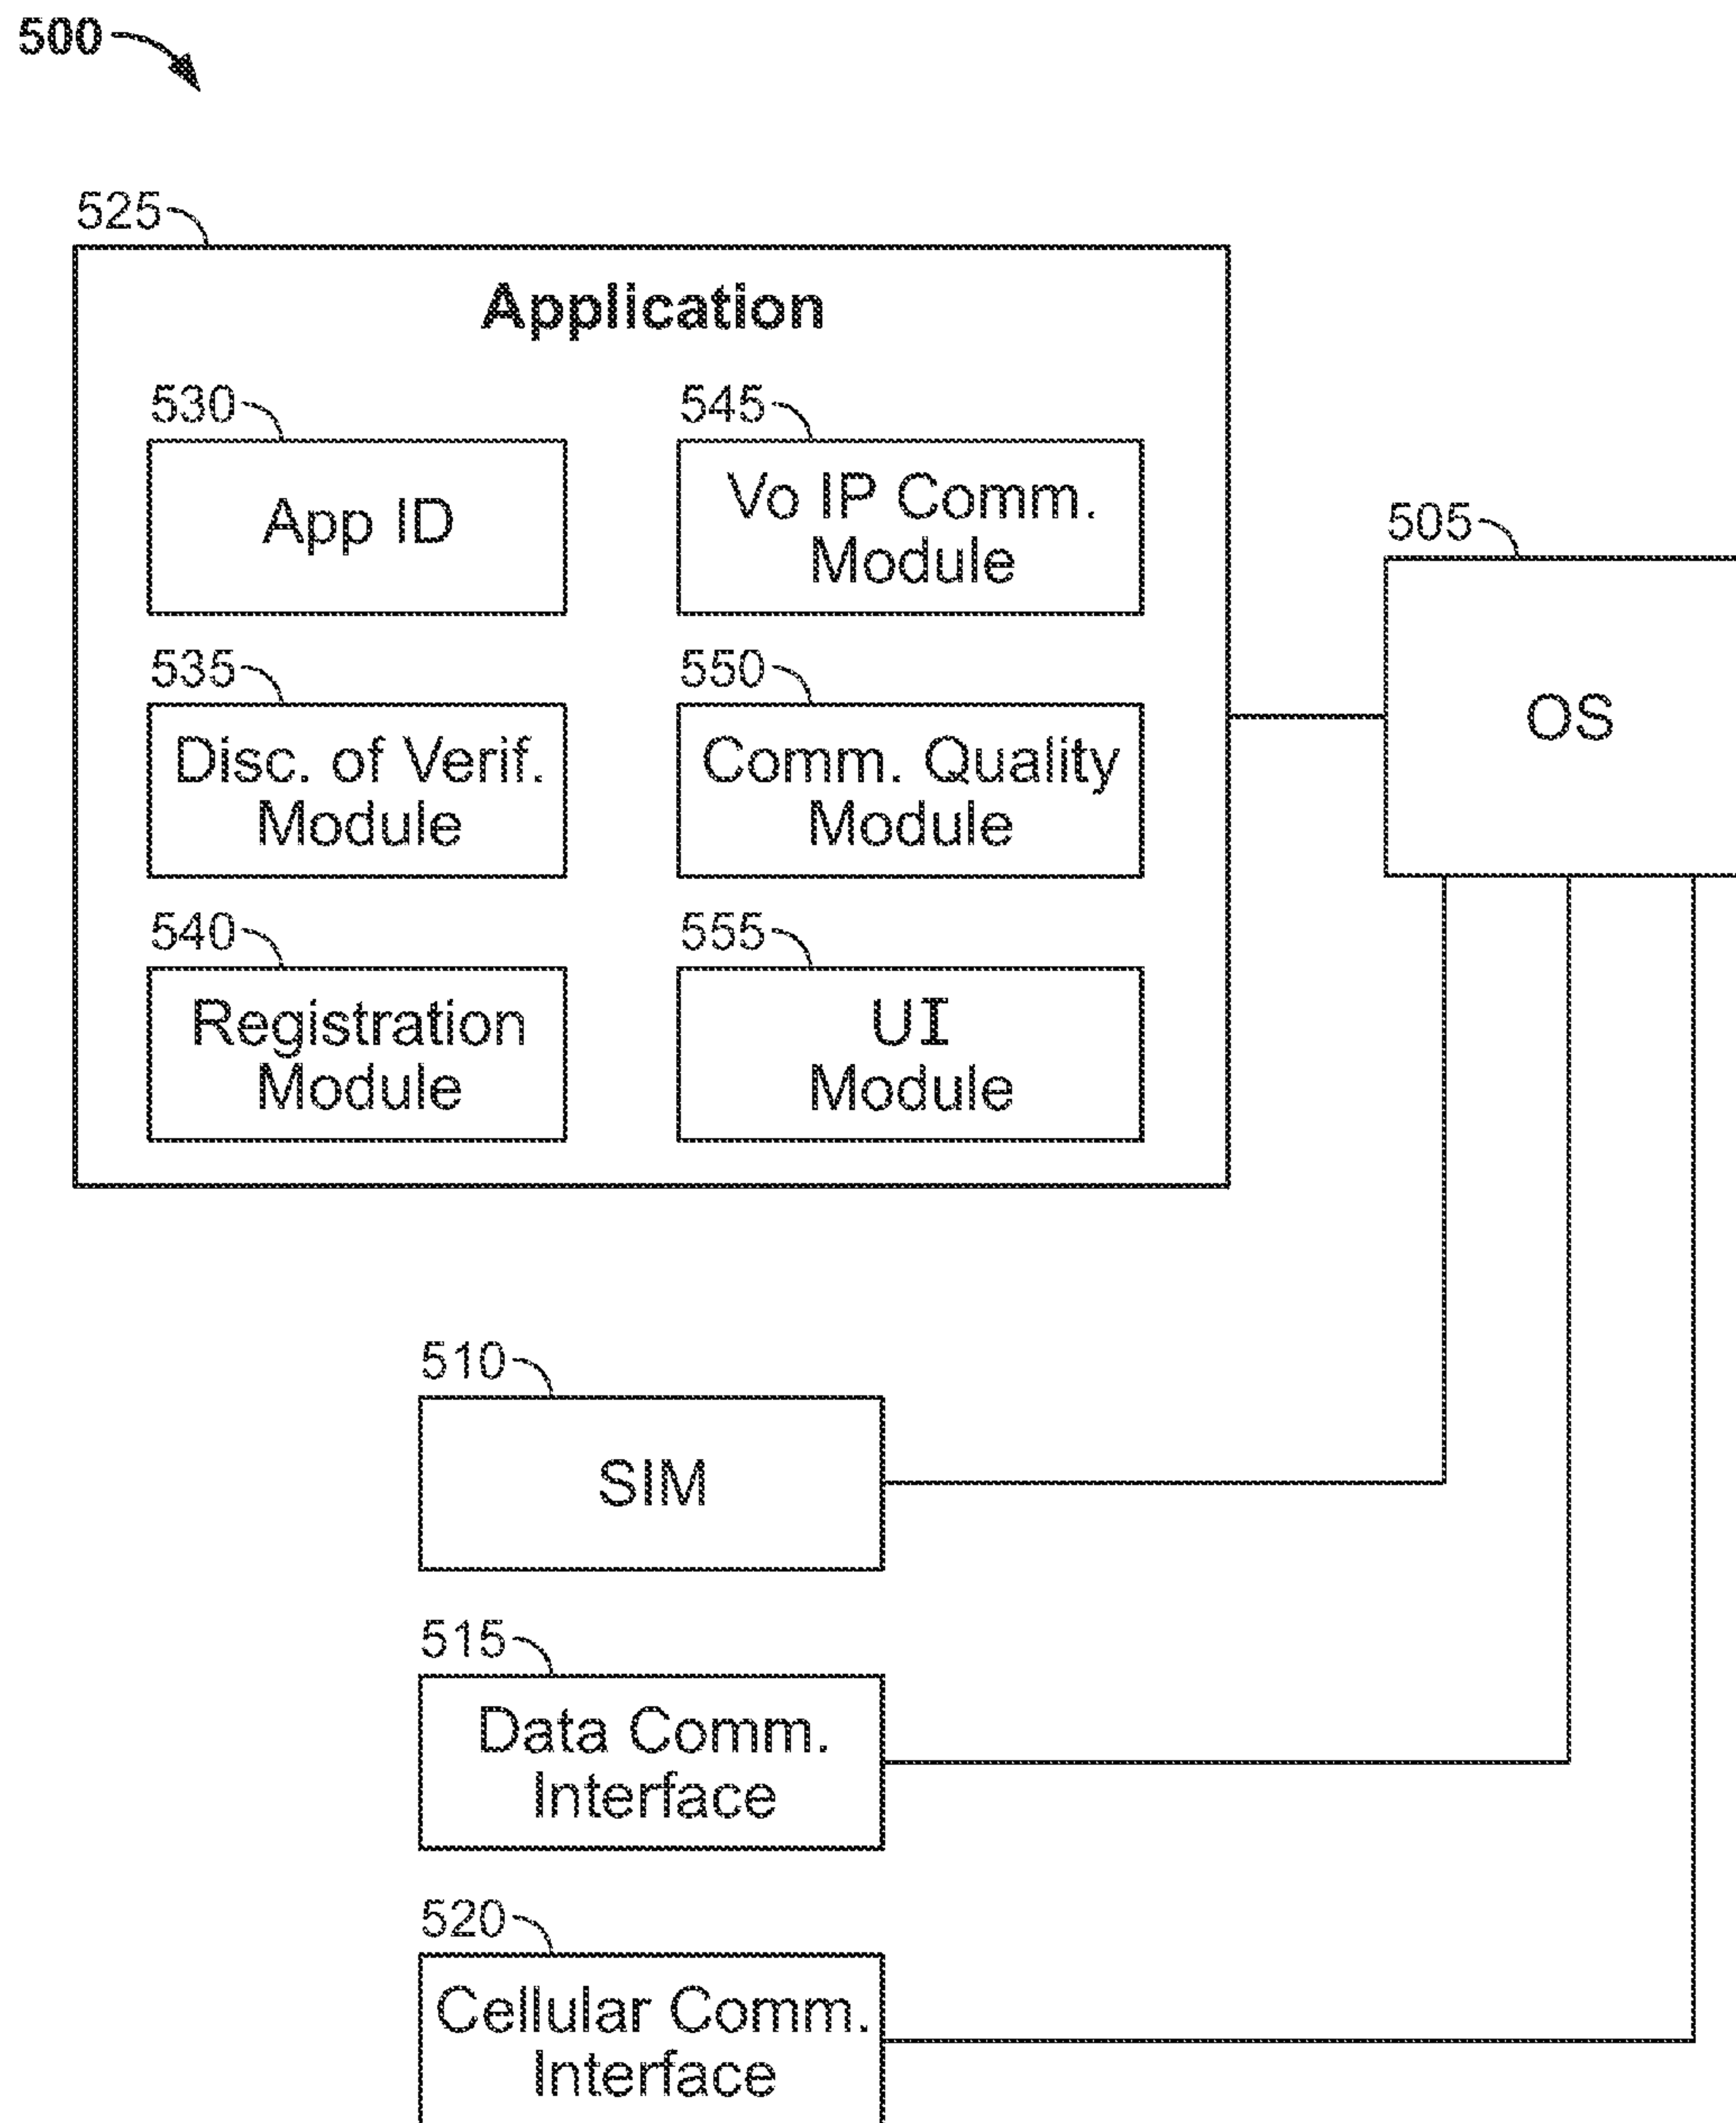 500
525
Application
530
App ID
545
Vo IP Comm.
Module
505
OS
535
Disc. of Verif.
Module
550
Comm. Quality
Module
540
Registration
Module
555
UI
Module
510
SIM
515
Data Comm.
Interface
520
Cellular Comm.
Interface